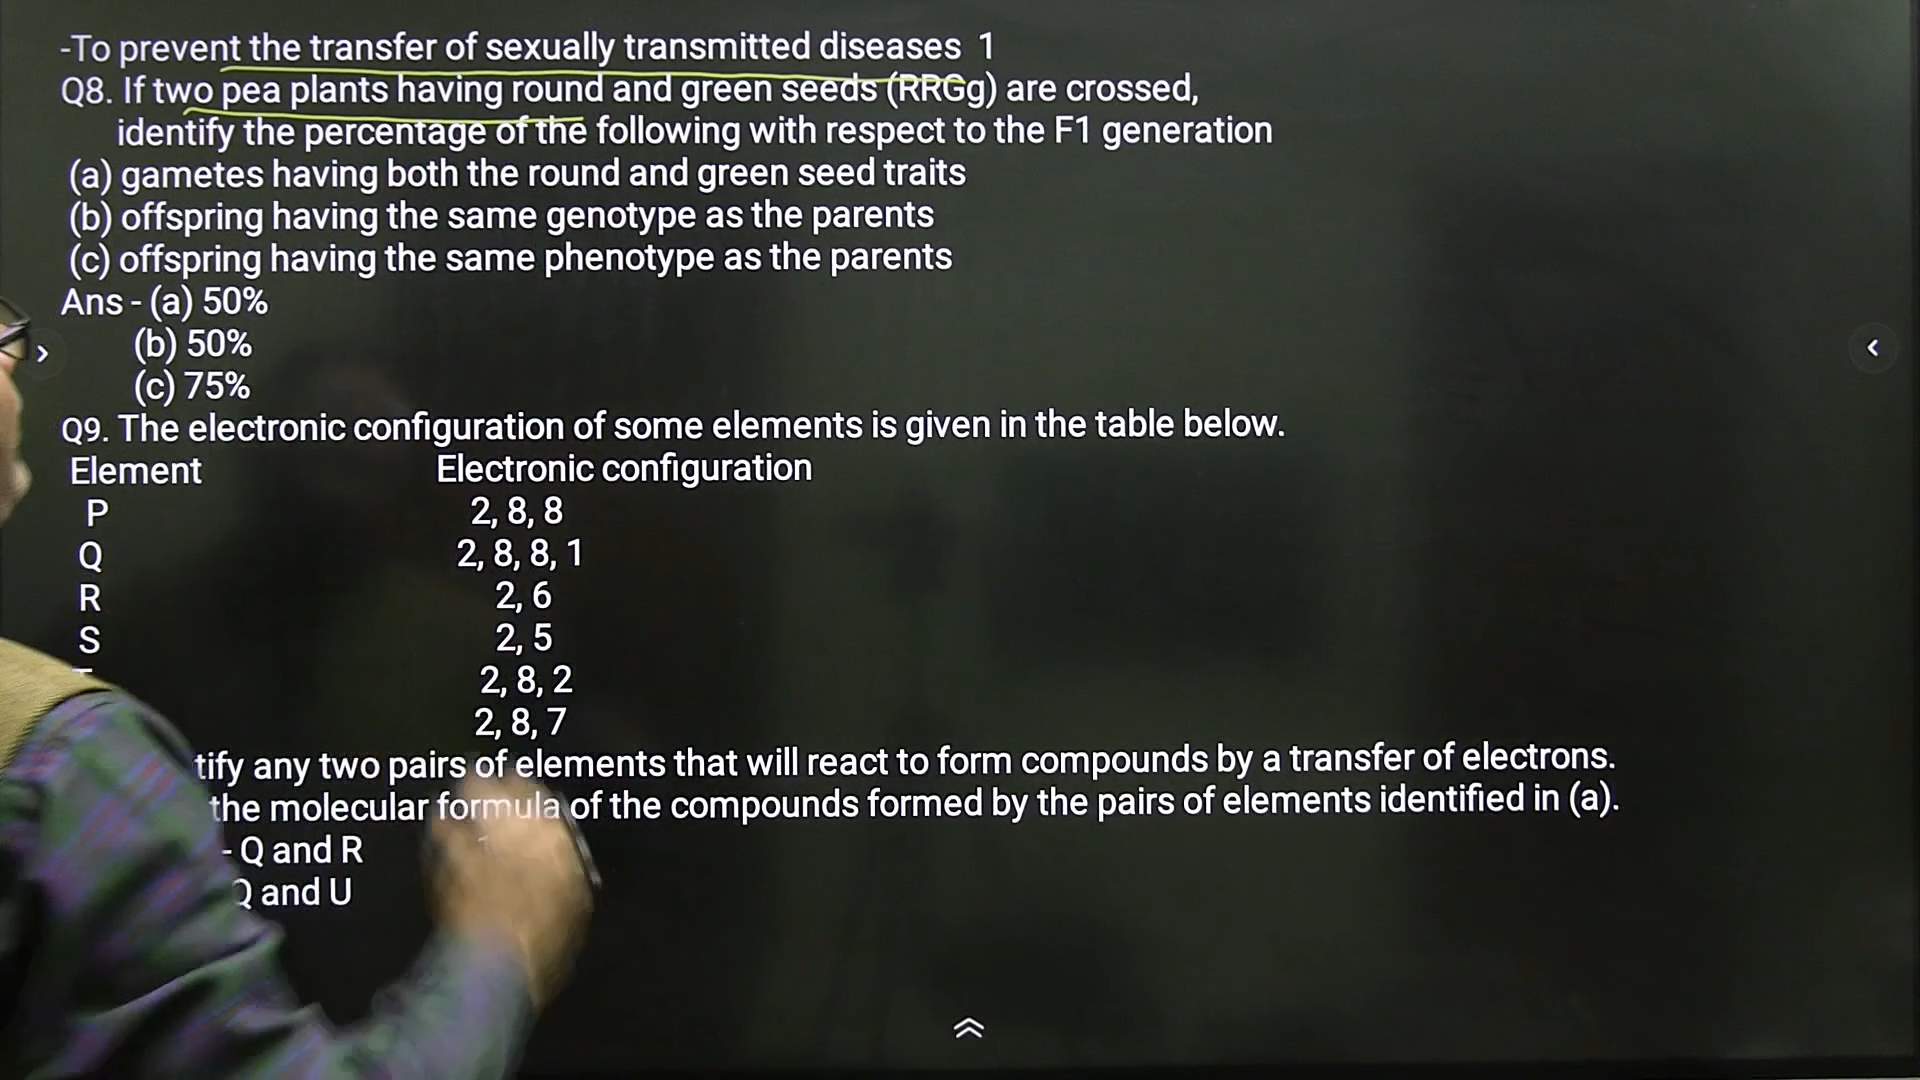 -To prevent the transfer of sexually transmitted diseases 1
Q8. If two pea plants having round and green seeds (RRGg) are crossed,
identify the percentage of the following with respect to the F1 generation
(a) gametes having both the round and green seed traits
(b) offspring having the same genotype as the parents
(c) offspring having the same phenotype as the parents
Ans - (a) 50%
(b) 50%
(c) 75%
Q9. The electronic configuration of some elements is given in the table below.
Element Electronic configuration
P 2, 8, 8
Q 2, 8, 8, 1
R 2, 6
S 2, 5
2, 8, 2
2, 8, 7
tify any two pairs of elements that will react to form compounds by a transfer of electrons.
the molecular formula of the compounds formed by the pairs of elements identified in (a).
- Q and R
Q and U